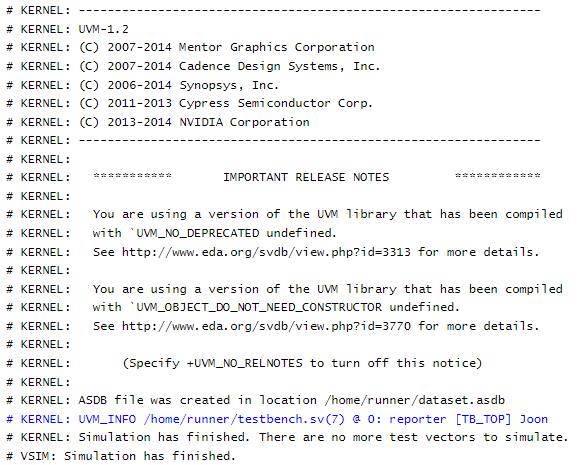 # KERNEL: ----------------------------------------------------------------
# KERNEL: UVM-1.2
# KERNEL: (C) 2007-2014 Mentor Graphics Corporation
# KERNEL: (C) 2007-2014 Cadence Design Systems, Inc.
# KERNEL: (C) 2006-2014 Synopsys, Inc.
# KERNEL: (C) 2011-2013 Cypress Semiconductor Corp.
# KERNEL: (C) 2013-2014 NVIDIA Corporation
# KERNEL: ----------------------------------------------------------------
# KERNEL:
# KERNEL:   ***********       IMPORTANT RELEASE NOTES         ************
# KERNEL:
# KERNEL:   You are using a version of the UVM library that has been compiled
# KERNEL:   with `UVM_NO_DEPRECATED undefined.
# KERNEL:   See http://www.eda.org/svdb/view.php?id=3313 for more details.
# KERNEL:
# KERNEL:   You are using a version of the UVM library that has been compiled
# KERNEL:   with `UVM_OBJECT_DO_NOT_NEED_CONSTRUCTOR undefined.
# KERNEL:   See http://www.eda.org/svdb/view.php?id=3770 for more details.
# KERNEL:
# KERNEL:       (Specify +UVM_NO_RELNOTES to turn off this notice)
# KERNEL:
# KERNEL: ASDB file was created in location /home/runner/dataset.asdb
# KERNEL: UVM_INFO /home/runner/testbench.sv(7) @ 0: reporter [TB_TOP] Joon
# KERNEL: Simulation has finished. There are no more test vectors to simulate.
# VSIM: Simulation has finished.